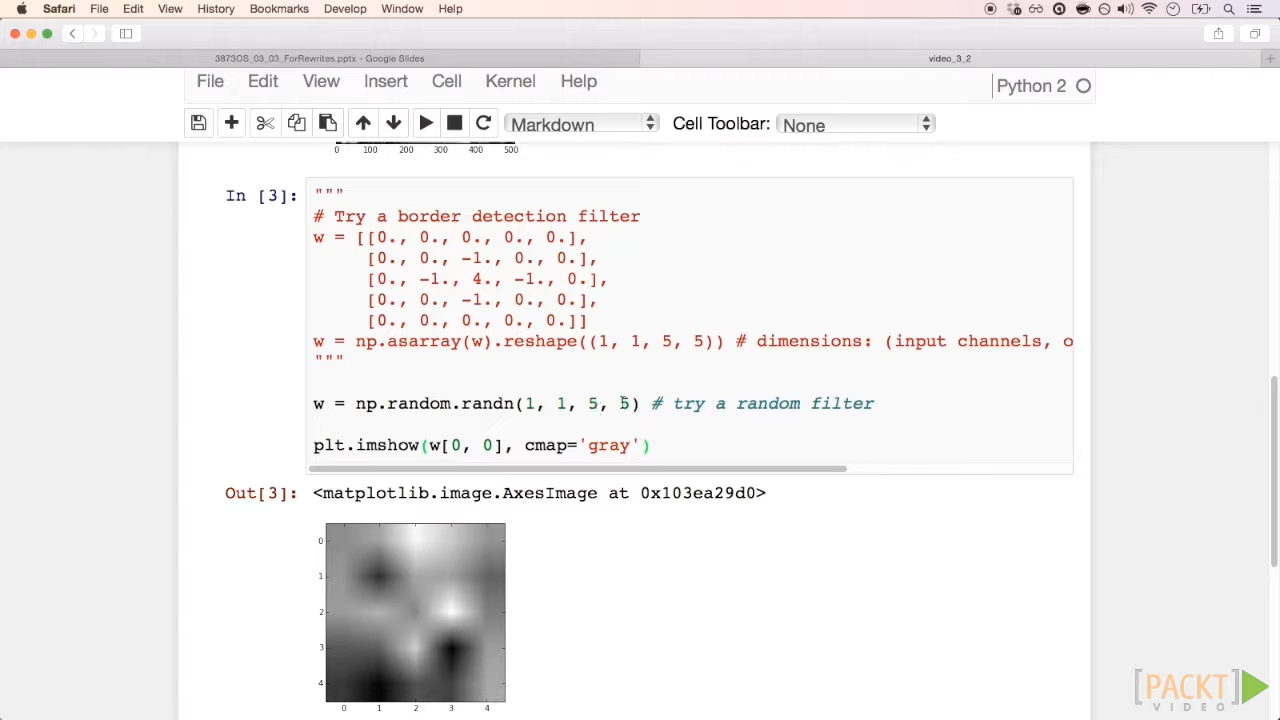 Safari File Edit View History Bookmarks Develop Window Help
3873OS_03_03_ForRewrites.pptx - Google Slides
video_3_2
File Edit View Insert Cell Kernel Help
Python 2
Markdown Cell Toolbar: None
0 100 200 300 400 500
In [3]:
"""
# Try a border detection filter
w = [[0., 0., 0., 0., 0.],
[0., 0., -1., 0., 0.],
[0., -1., 4., -1., 0.],
[0., 0., -1., 0., 0.],
[0., 0., 0., 0., 0.]]
w = np.asarray(w).reshape((1, 1, 5, 5)) # dimensions: (input channels, o
"""
w = np.random.randn(1, 1, 5, 5) # try a random filter
plt.imshow(w[0, 0], cmap='gray')
Out[3]: <matplotlib.image.AxesImage at 0x103ea29d0>
0
1
2
3
4
0 1 2 3 4
PACKT
VIDEO